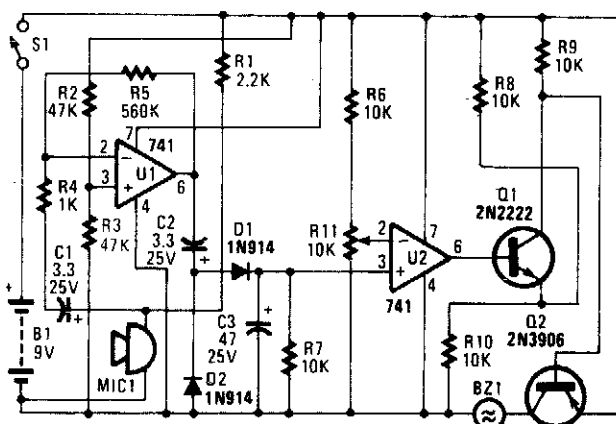 S1
R2
47K
R5
560K
R1
2.2K
R6
10K
R8
10K
R9
10K
7
741
2
−
U1
6
3
+
4
R4
1K
R3
47K
C2
3.3
25V
+
D1
1N914
R11
10K
2
−
7
U2
6
3
+
4
741
Q1
2N2222
C1
3.3
25V
+
+
B1
9V
MIC1
C3
47
25V
+
R7
10K
D2
1N914
R10
10K
Q2
2N3906
BZ1